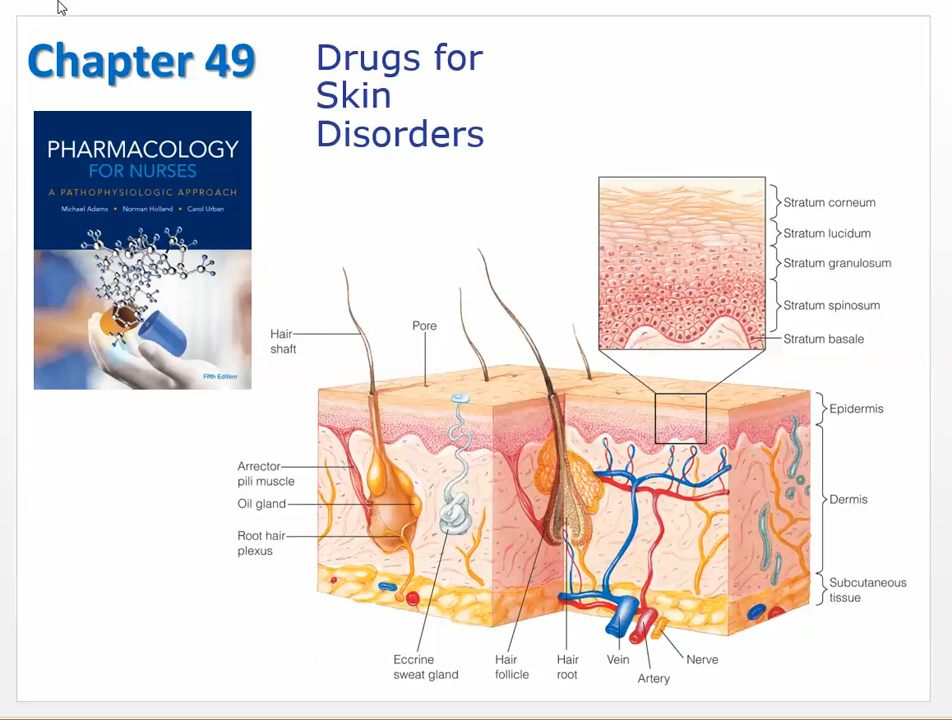 Chapter 49
Drugs for
Skin
Disorders
PHARMACOLOGY
FOR NURSES
A PATHOPHYSIOLOGIC APPROACH
Michael Adams • Norman Holland • Carol Urban
Fifth Edition
Stratum corneum
Stratum lucidum
Stratum granulosum
Stratum spinosum
Stratum basale
Hair
shaft
Pore
Epidermis
Arrector
pili muscle
Oil gland
Root hair
plexus
Dermis
Subcutaneous
tissue
Eccrine
sweat gland
Hair
follicle
Hair
root
Vein
Artery
Nerve